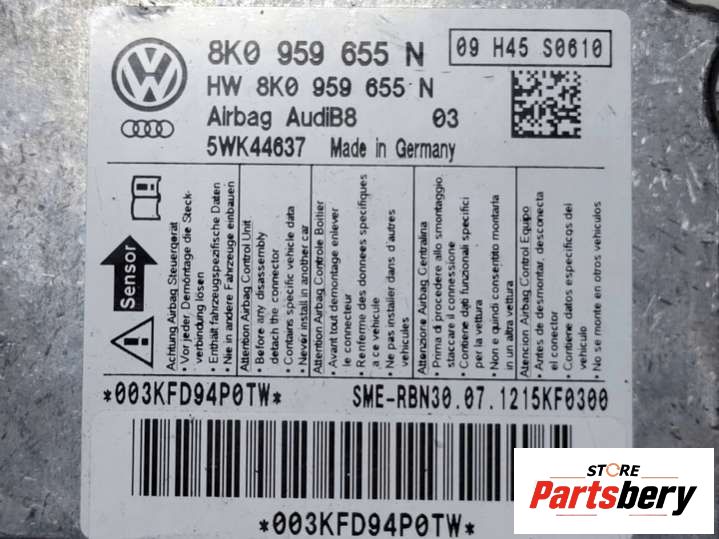 8K0 959 655 N
09 H45 S0610
HW 8K0 959 655 N
Airbag AudiB8 03
5WK44637 Made in Germany
Sensor
Achtung Airbag Steuergerät
• Vor jeder Demontage die Steck-
verbindung lösen
• Enthält fahrzeugspezifische Daten
• Nie in andere Fahrzeuge einbauen
Attention Airbag Control Unit
• Before any disassembly
detach the connector
• Contains specific vehicle data
• Never install in another car
Attention Airbag Controle Boitier
• Avant tout demontage enlever
le connecteur
• Renferme des donnees specifiques
a ce vehicule
• Ne pas installer dans d'autres
vehicules
Attenzione Airbag Centralina
• Prima di procedere allo smontaggio
staccare il connessione
• Contiene dati funzionali specifici
per la vettura
• Non e quindi consentito montarla
in un altra vettura
Atencion Airbag Control Equipo
• Antes de desmontar, desconecta
el conector
• Contiene datos especificos del
vehiculo
• No se monte en otros vehiculos
*003KFD94P0TW* SME-RBN30.07.1215KF0300
*003KFD94P0TW*
STORE
Partsbery